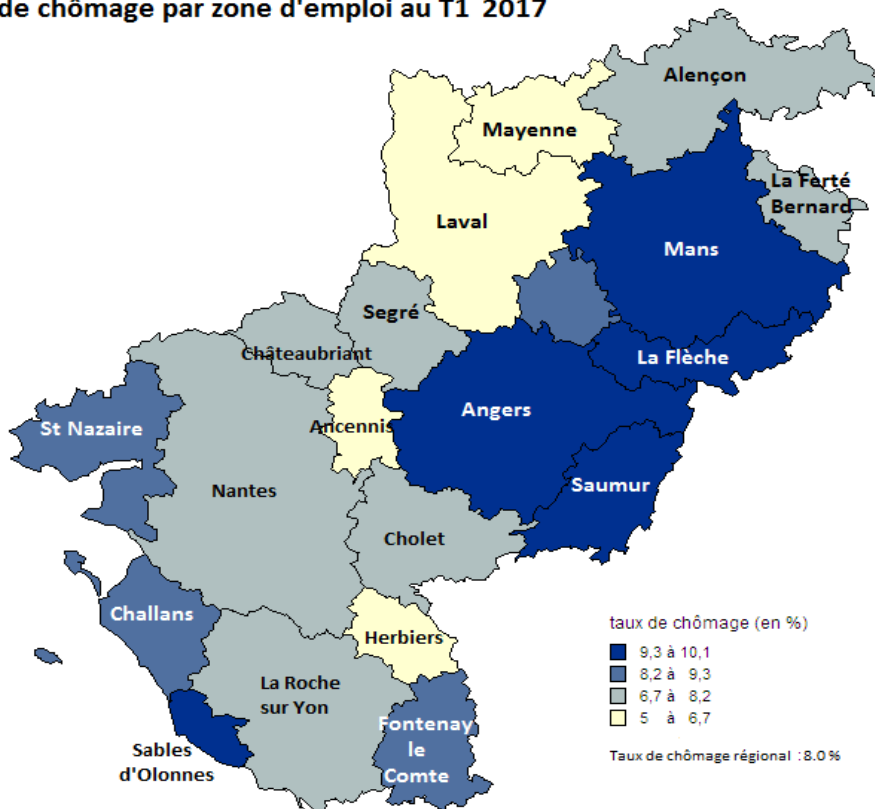 de chômage par zone d'emploi au T1 2017
Alençon
Mayenne
La Ferté
Bernard
Laval
Mans
Segré
Châteaubriant
La Flèche
Ancennis
Angers
St Nazaire
Saumur
Nantes
Cholet
Challans
Herbiers
La Roche
sur Yon
Fontenay
le
Comte
Sables
d'Olonnes
taux de chômage (en %)
9,3 à 10,1
8,2 à 9,3
6,7 à 8,2
5 à 6,7
Taux de chômage régional : 8.0 %